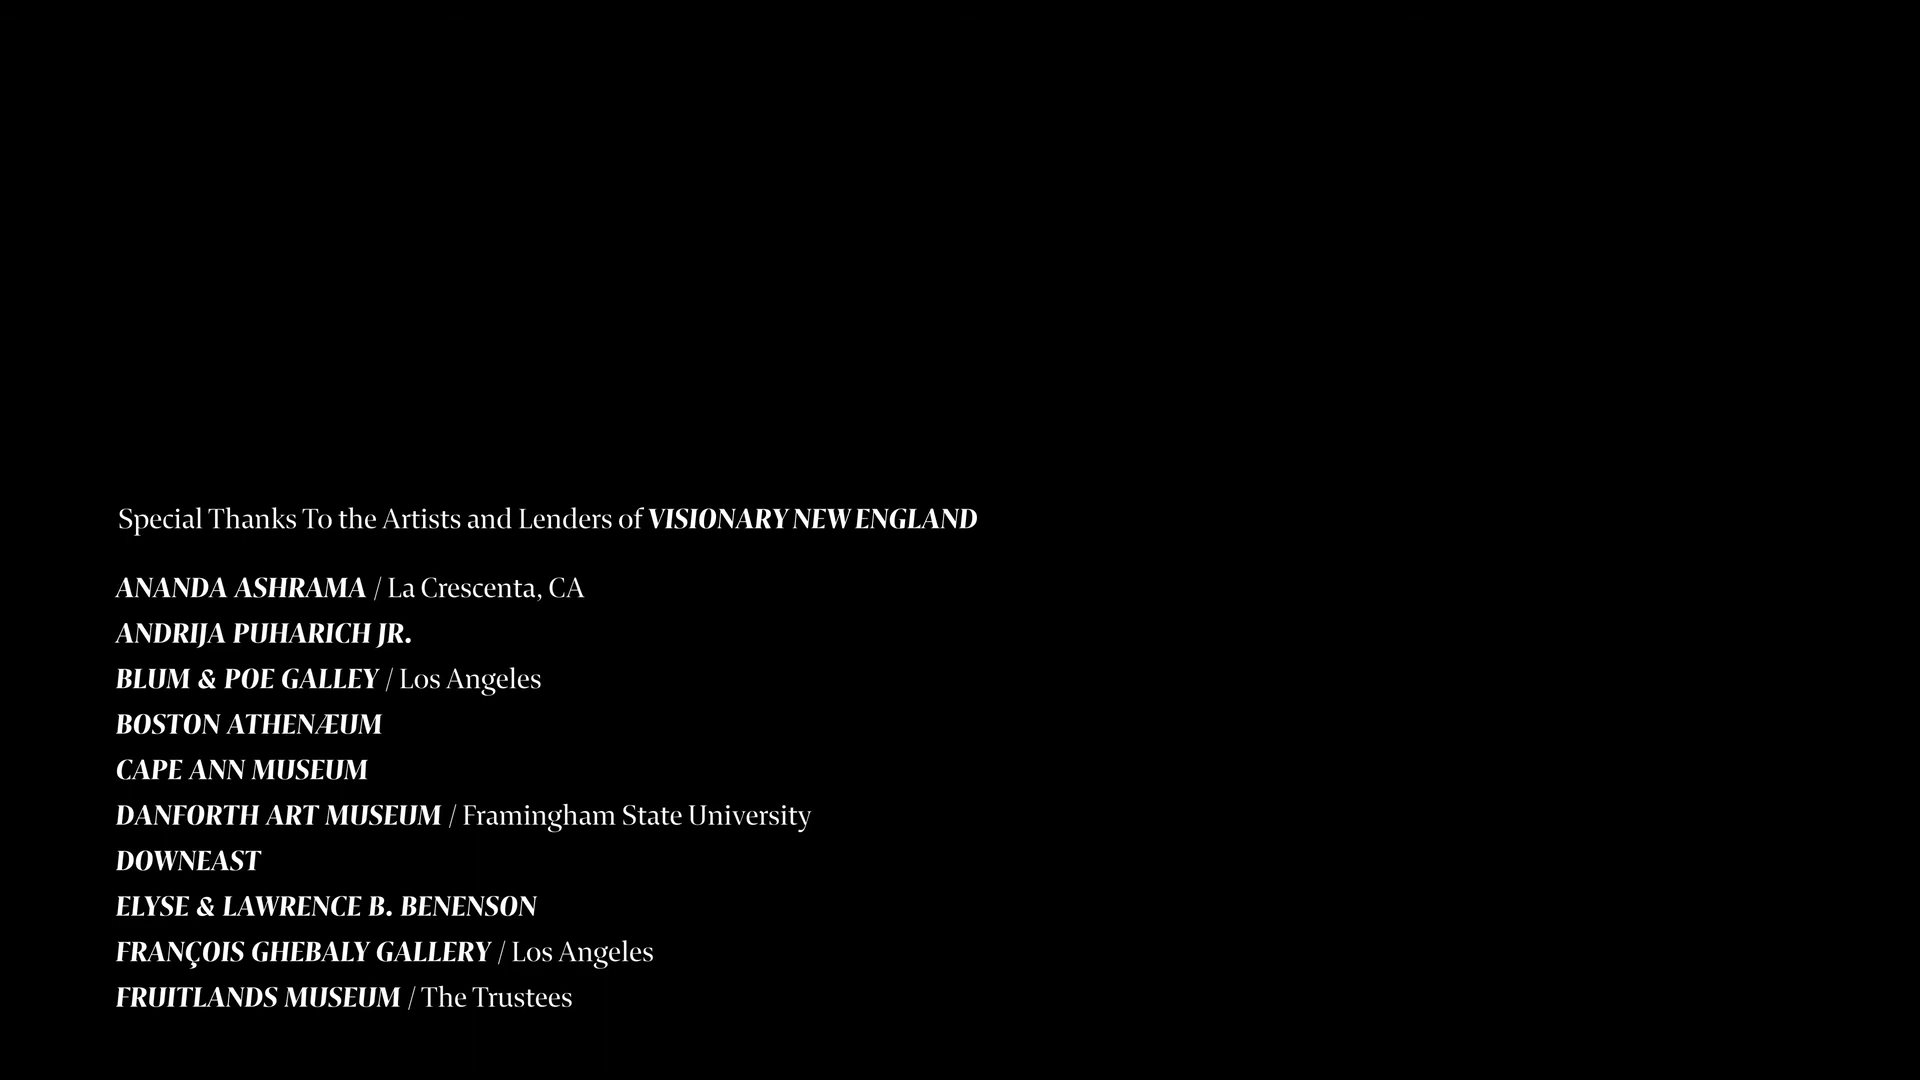 Special Thanks To the Artists and Lenders of VISIONARY NEW ENGLAND
ANANDA ASHRAMA / La Crescenta, CA
ANDRIJA PUHARICH JR.
BLUM & POE GALLEY / Los Angeles
BOSTON ATHENÆUM
CAPE ANN MUSEUM
DANFORTH ART MUSEUM / Framingham State University
DOWNEAST
ELYSE & LAWRENCE B. BENENSON
FRANÇOIS GHEBALY GALLERY / Los Angeles
FRUITLANDS MUSEUM / The Trustees